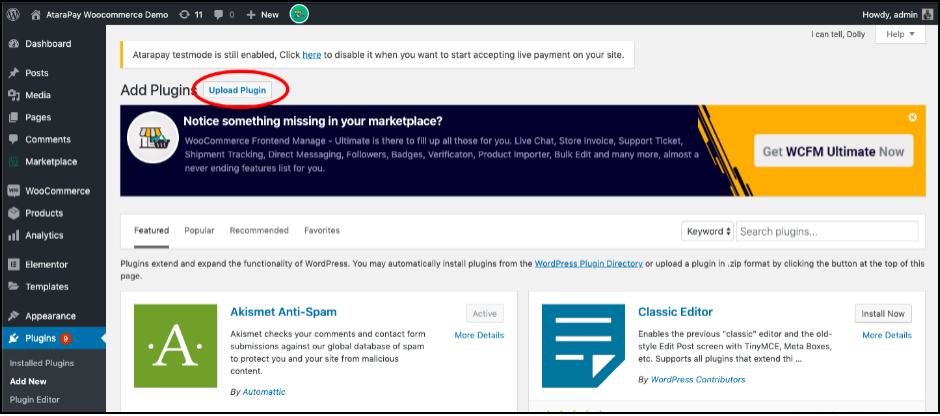 AtaraPay Woocommerce Demo 11 0 New Howdy, admin
I can tell, Dolly Help
Dashboard
Posts
Media
Pages
Comments
Marketplace
WooCommerce
Products
Analytics
Elementor
Templates
Appearance
Plugins 9
Installed Plugins
Add New
Plugin Editor
Atarapay testmode is still enabled, Click here to disable it when you want to start accepting live payment on your site.
Add Plugins Upload Plugin
Notice something missing in your marketplace?
WooCommerce Frontend Manage - Ultimate is there to fill up all those for you. Live Chat, Store Invoice, Support Ticket,
Shipment Tracking, Direct Messaging, Followers, Badges, Verificaton, Product Importer, Bulk Edit and many more, almost a
never ending features list for you.
Get WCFM Ultimate Now
Featured Popular Recommended Favorites Keyword Search plugins...
Plugins extend and expand the functionality of WordPress. You may automatically install plugins from the WordPress Plugin Directory or upload a plugin in .zip format by clicking the button at the top of this
page.
A
Akismet Anti-Spam Active
More Details
Akismet checks your comments and contact form
submissions against our global database of spam
to protect you and your site from malicious
content.
By Automattic
Classic Editor Install Now
More Details
Enables the previous "classic" editor and the old-
style Edit Post screen with TinyMCE, Meta Boxes,
etc. Supports all plugins that extend thi ...
By WordPress Contributors